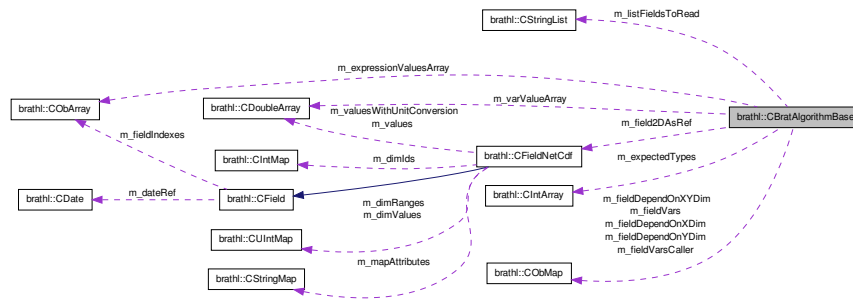 m_listFieldsToRead
brathl::CStringList
m_expressionValuesArray
brathl::CObArray
brathl::CDoubleArray
m_varValueArray
m_valuesWithUnitConversion
m_values
m_field2DAsRef
brathl::CBratAlgorithmBase
m_fieldIndexes
brathl::CIntMap
m_dimIds
brathl::CFieldNetCdf
m_expectedTypes
brathl::CDate
m_dateRef
brathl::CField
m_dimRanges
m_dimValues
brathl::CIntArray
m_fieldDependOnXYDim
m_fieldVars
m_fieldDependOnXDim
m_fieldDependOnYDim
m_fieldVarsCaller
brathl::CUIntMap
m_mapAttributes
brathl::CStringMap
brathl::CObMap